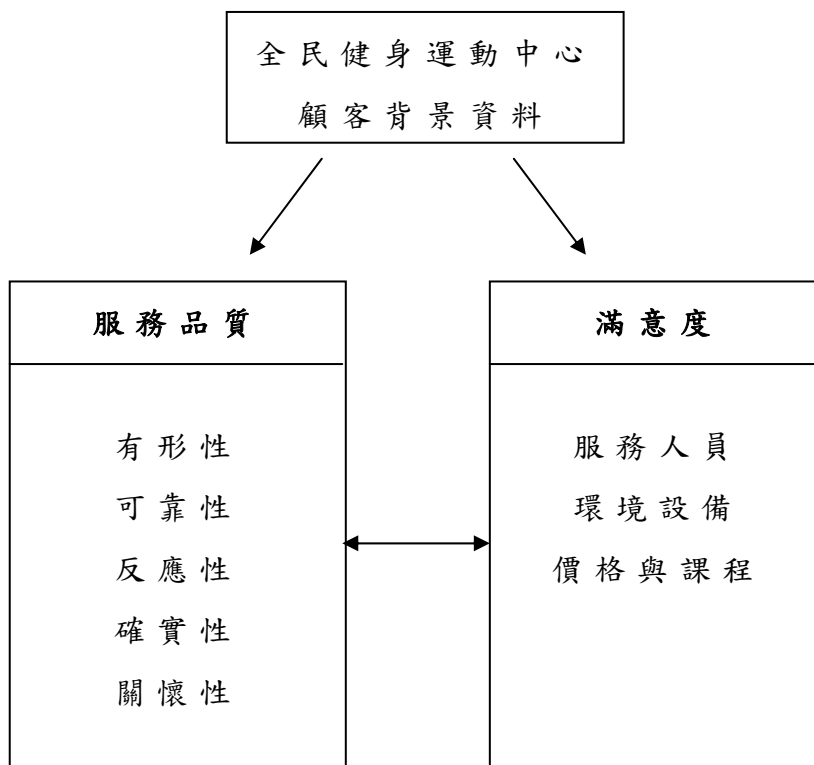 全民健身運動中心
顧客背景資料
服務品質
有形性
可靠性
反應性
確實性
關懷性
滿意度
服務人員
環境設備
價格與課程